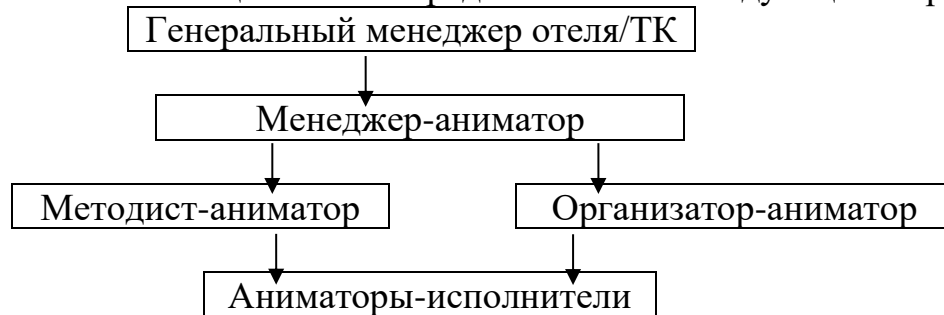 Генеральный менеджер отеля/ТК
Менеджер-аниматор
Методист-аниматор
Организатор-аниматор
Аниматоры-исполнители